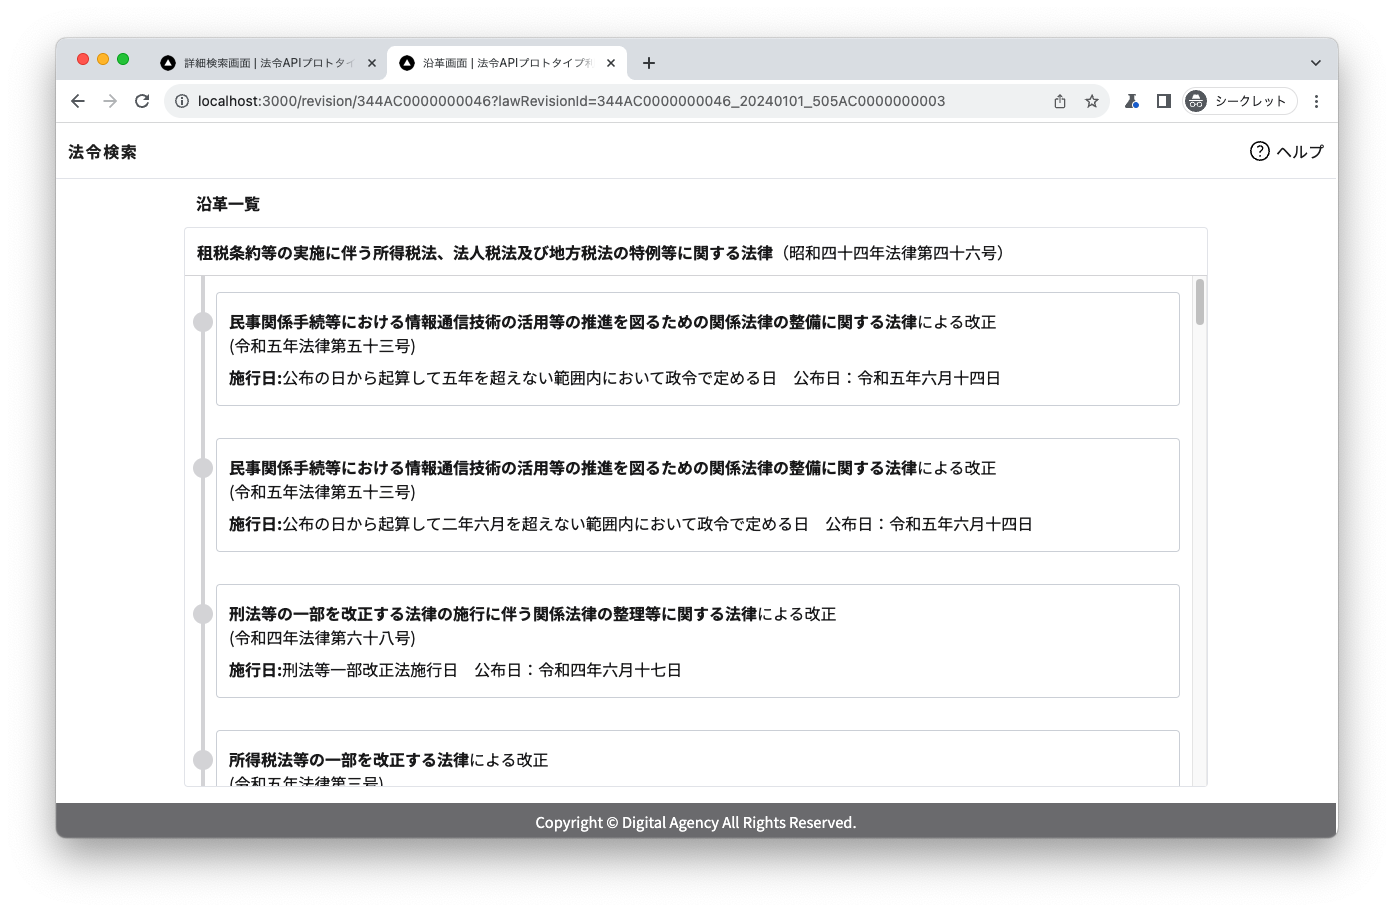 詳細検索画面 | 法令APIプロトタイ
沿革画面 | 法令APIプロトタイプ利
localhost:3000/revision/344AC0000000046?lawRevisionId=344AC0000000046_20240101_505AC0000000003
シークレット
法令検索
ヘルプ
沿革一覧
租税条約等の実施に伴う所得税法、法人税法及び地方税法の特例等に関する法律（昭和四十四年法律第四十六号）
民事関係手続等における情報通信技術の活用等の推進を図るための関係法律の整備に関する法律による改正
(令和五年法律第五十三号)
施行日:公布の日から起算して五年を超えない範囲内において政令で定める日　公布日：令和五年六月十四日
民事関係手続等における情報通信技術の活用等の推進を図るための関係法律の整備に関する法律による改正
(令和五年法律第五十三号)
施行日:公布の日から起算して二年六月を超えない範囲内において政令で定める日　公布日：令和五年六月十四日
刑法等の一部を改正する法律の施行に伴う関係法律の整理等に関する法律による改正
(令和四年法律第六十八号)
施行日:刑法等一部改正法施行日　公布日：令和四年六月十七日
所得税法等の一部を改正する法律による改正
(令和五年法律第三号)
Copyright © Digital Agency All Rights Reserved.